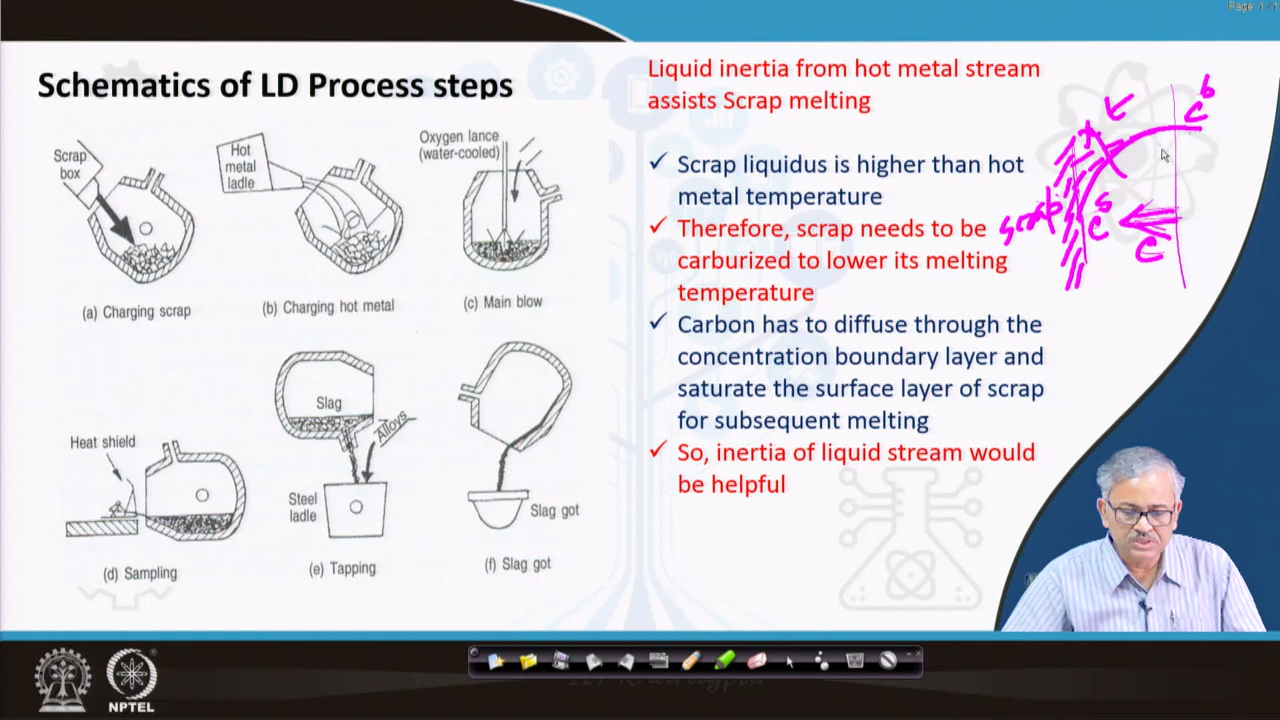 Page 1 / 1
Schematics of LD Process steps
Scrap
box
(a) Charging scrap
Hot
metal
ladle
(b) Charging hot metal
Oxygen lance
(water-cooled)
(c) Main blow
Heat shield
(d) Sampling
Slag
Alloys
Steel
ladle
(e) Tapping
Slag got
(f) Slag got
Liquid inertia from hot metal stream
assists Scrap melting
✓ Scrap liquidus is higher than hot
metal temperature
✓ Therefore, scrap needs to be
carburized to lower its melting
temperature
✓ Carbon has to diffuse through the
concentration boundary layer and
saturate the surface layer of scrap
for subsequent melting
✓ So, inertia of liquid stream would
be helpful
C^b
scrap
C^s
C
NPTEL